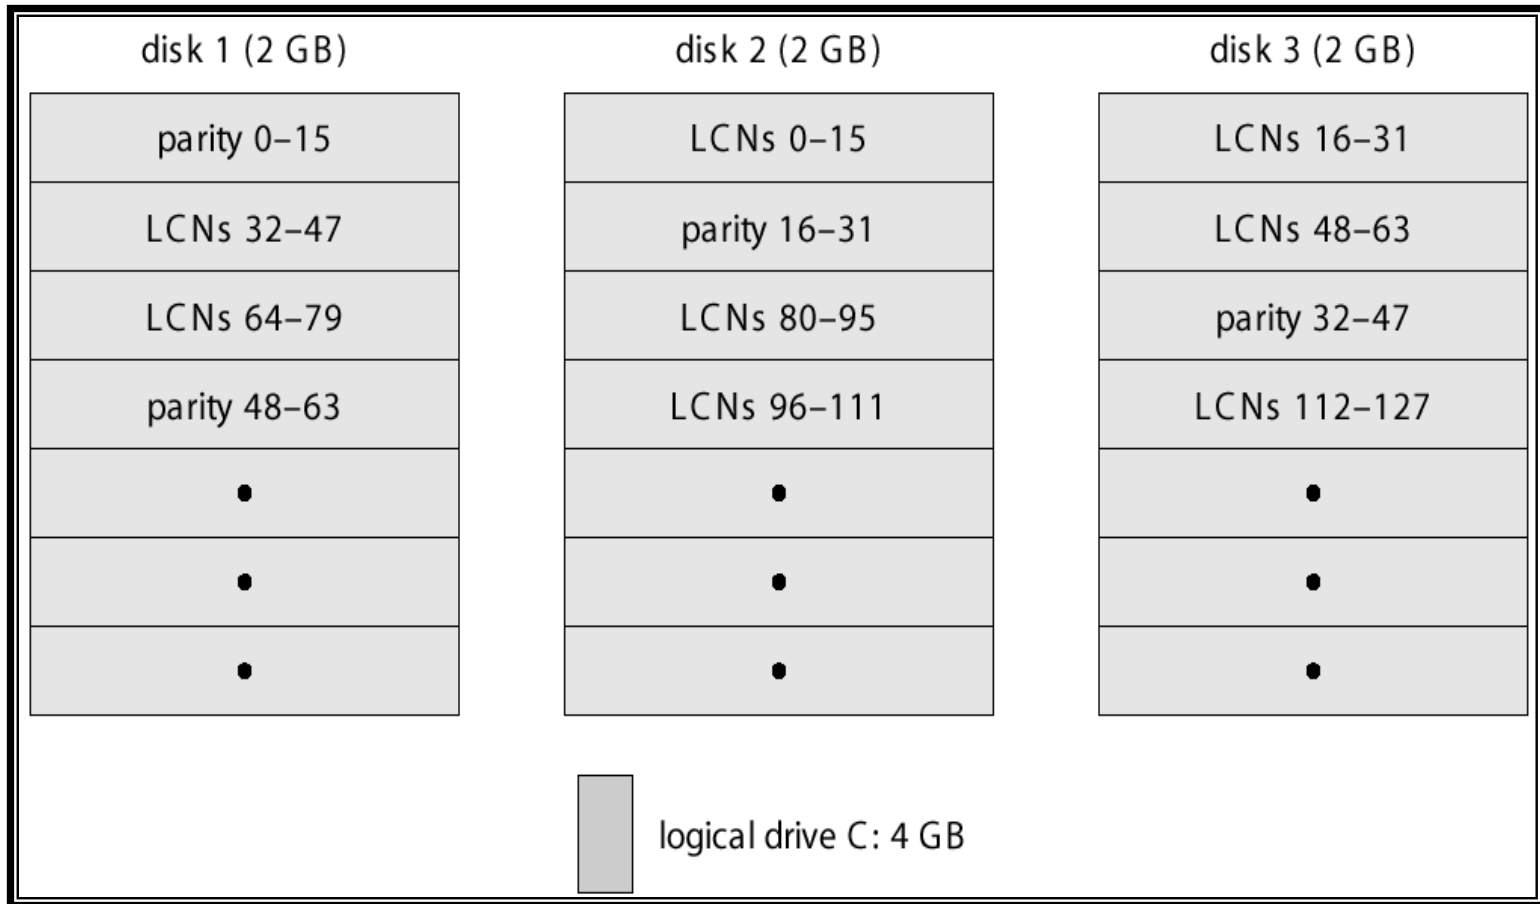 disk 1 (2 GB)
disk 2 (2 GB)
disk 3 (2 GB)
parity 0–15
LCNs 0–15
LCNs 16–31
LCNs 32–47
parity 16–31
LCNs 48–63
LCNs 64–79
LCNs 80–95
parity 32–47
parity 48–63
LCNs 96–111
LCNs 112–127
logical drive C: 4 GB